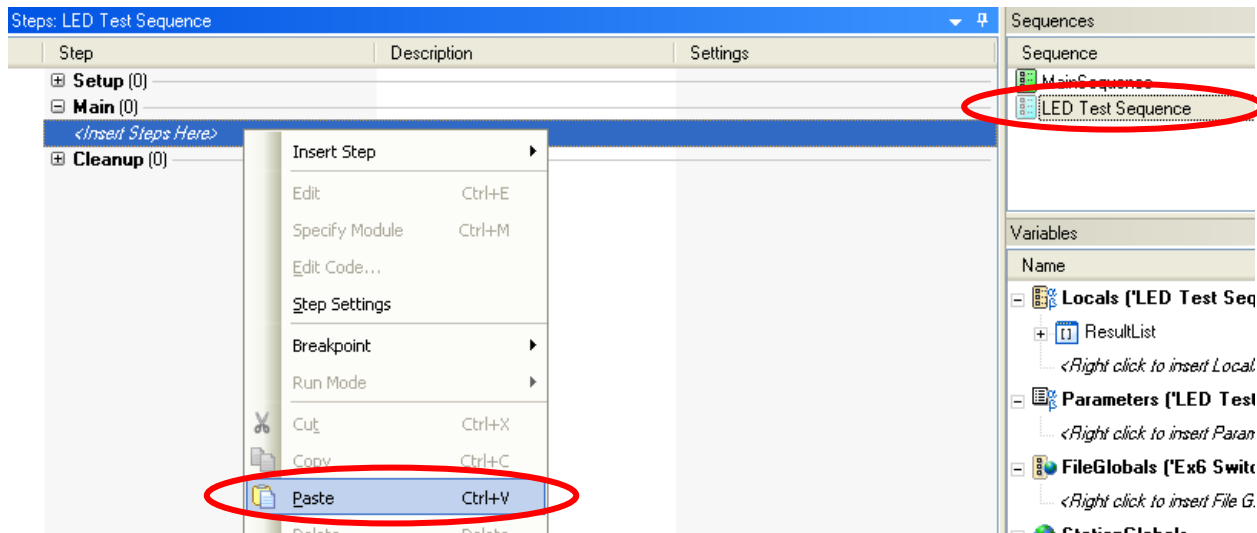 Steps: LED Test Sequence
Step Description Settings
Setup (0)
Main (0)
<Insert Steps Here>
Cleanup (0)
Insert Step
Edit Ctrl+E
Specify Module Ctrl+M
Edit Code...
Step Settings
Breakpoint
Run Mode
Cut Ctrl+X
Copy Ctrl+C
Paste Ctrl+V
Delete Delete
Sequences
Sequence
MainSequence
LED Test Sequence
Variables
Name
Locals ('LED Test Seq
ResultList
<Right click to insert Local
Parameters ('LED Test
<Right click to insert Param
FileGlobals ('Ex6 Switc
<Right click to insert File G
StationGlobals